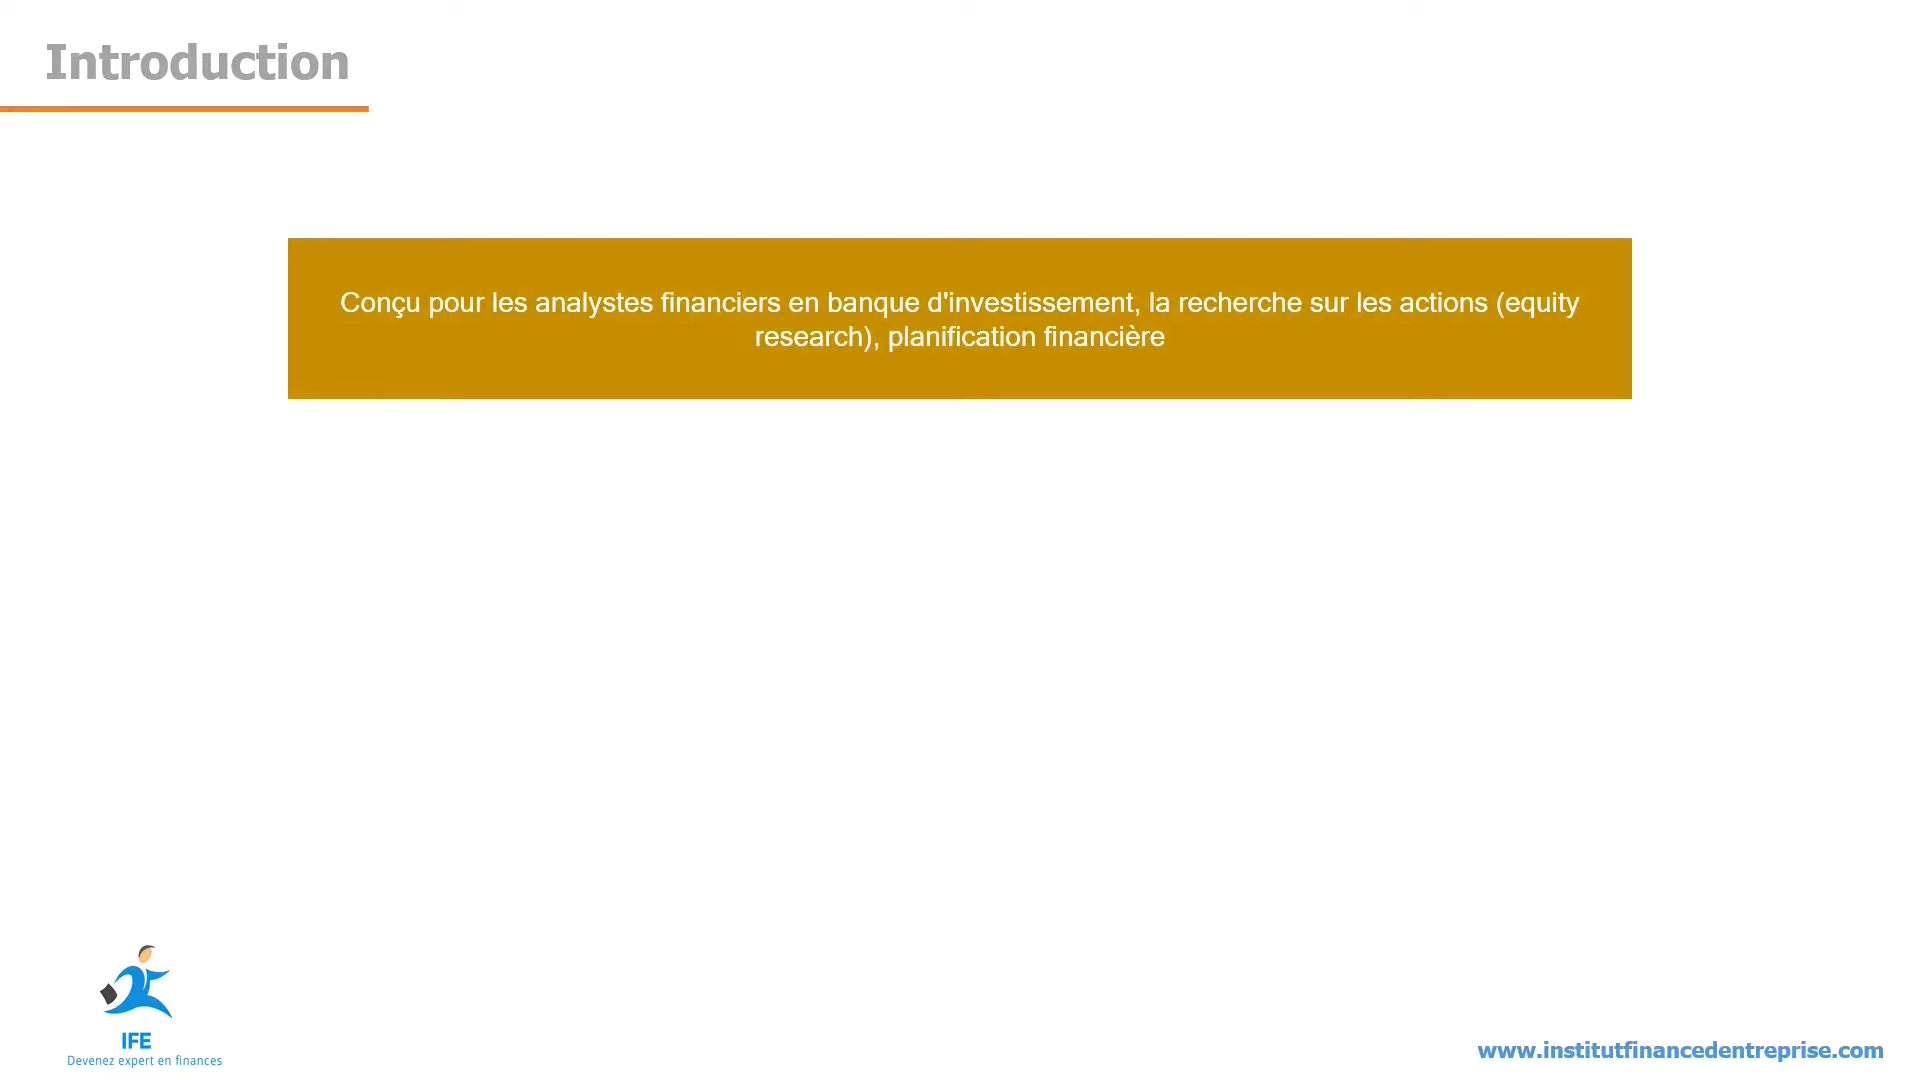 Introduction
Conçu pour les analystes financiers en banque d'investissement, la recherche sur les actions (equity
research), planification financière
IFE
Devenez expert en finances
www.institutfinancedentreprise.com